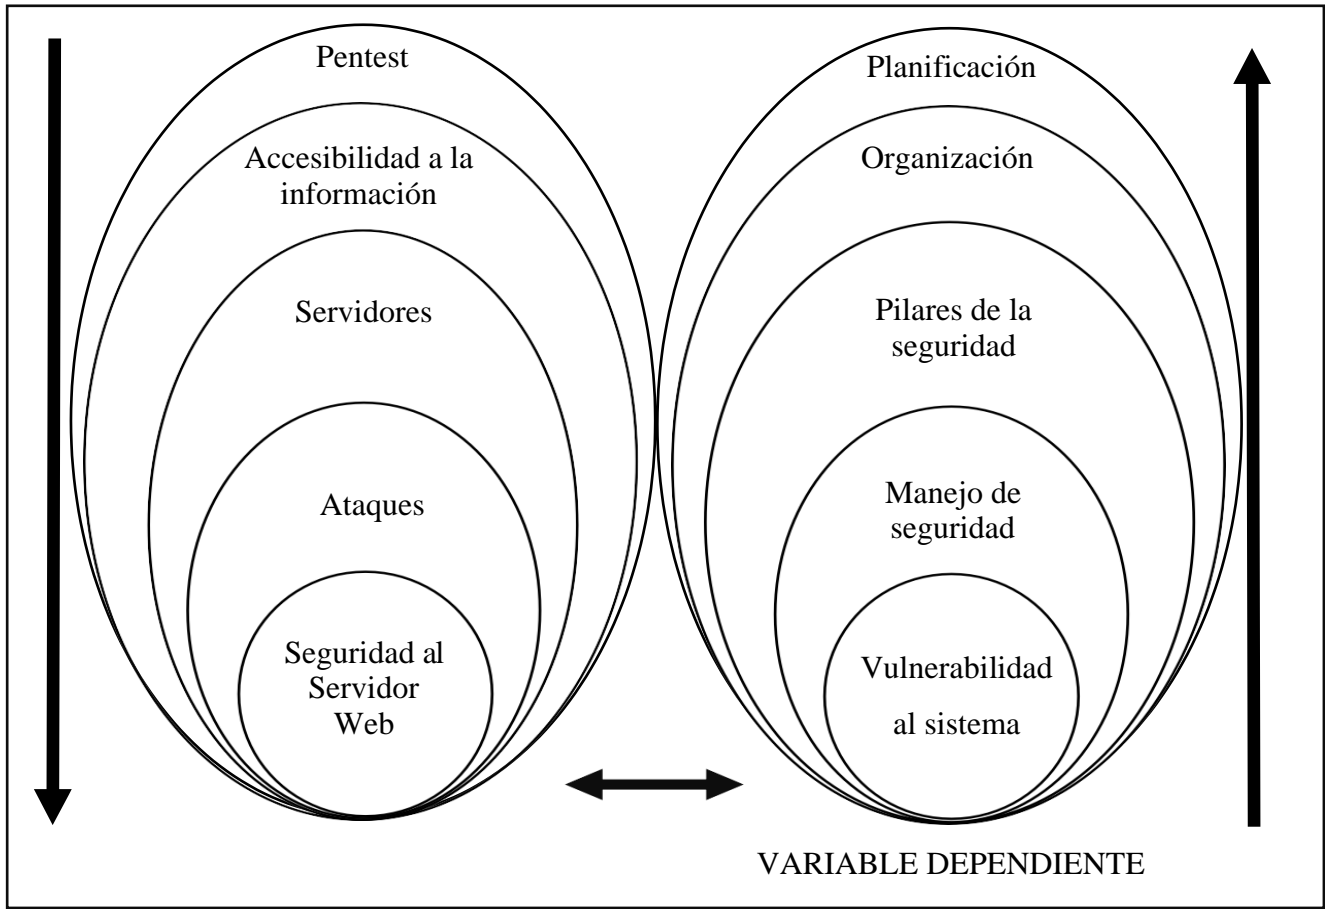 Pentest
Accesibilidad a la
información
Servidores
Ataques
Seguridad al
Servidor
Web
Planificación
Organización
Pilares de la
seguridad
Manejo de
seguridad
Vulnerabilidad
al sistema
VARIABLE DEPENDIENTE